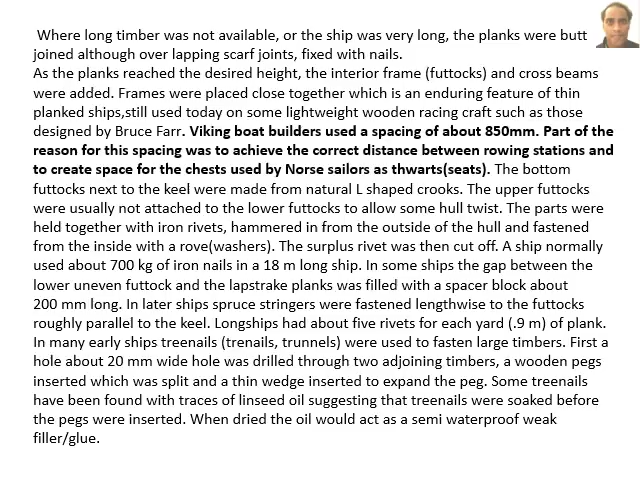 Where long timber was not available, or the ship was very long, the planks were butt
joined although over lapping scarf joints, fixed with nails.
As the planks reached the desired height, the interior frame (futtocks) and cross beams
were added. Frames were placed close together which is an enduring feature of thin
planked ships,still used today on some lightweight wooden racing craft such as those
designed by Bruce Farr. Viking boat builders used a spacing of about 850mm. Part of the
reason for this spacing was to achieve the correct distance between rowing stations and
to create space for the chests used by Norse sailors as thwarts(seats). The bottom
futtocks next to the keel were made from natural L shaped crooks. The upper futtocks
were usually not attached to the lower futtocks to allow some hull twist. The parts were
held together with iron rivets, hammered in from the outside of the hull and fastened
from the inside with a rove(washers). The surplus rivet was then cut off. A ship normally
used about 700 kg of iron nails in a 18 m long ship. In some ships the gap between the
lower uneven futtock and the lapstrake planks was filled with a spacer block about
200 mm long. In later ships spruce stringers were fastened lengthwise to the futtocks
roughly parallel to the keel. Longships had about five rivets for each yard (.9 m) of plank.
In many early ships treenails (trenails, trunnels) were used to fasten large timbers. First a
hole about 20 mm wide hole was drilled through two adjoining timbers, a wooden pegs
inserted which was split and a thin wedge inserted to expand the peg. Some treenails
have been found with traces of linseed oil suggesting that treenails were soaked before
the pegs were inserted. When dried the oil would act as a semi waterproof weak
filler/glue.